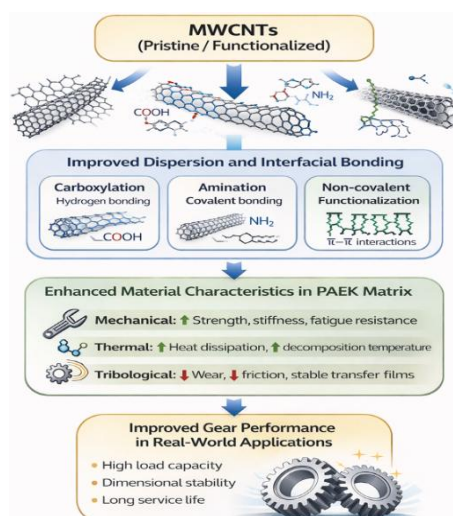 MWCNTs
(Pristine / Functionalized)
COOH
NH₂
Improved Dispersion and Interfacial Bonding
Carboxylation
Hydrogen bonding
COOH
Amination
Covalent bonding
NH₂
Non-covalent
Functionalization
π–π interactions
Enhanced Material Characteristics in PAEK Matrix
Mechanical: ↑ Strength, stiffness, fatigue resistance
Thermal: ↑ Heat dissipation, ↑ decomposition temperature
Tribological: ↓ Wear, ↓ friction, stable transfer films
Improved Gear Performance
in Real-World Applications
• High load capacity
• Dimensional stability
• Long service life